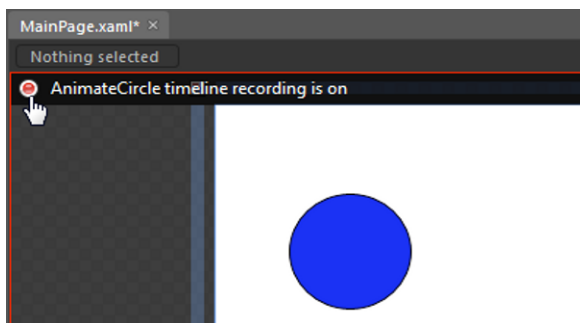 MainPage.xaml* ×
Nothing selected
AnimateCircle timeline recording is on